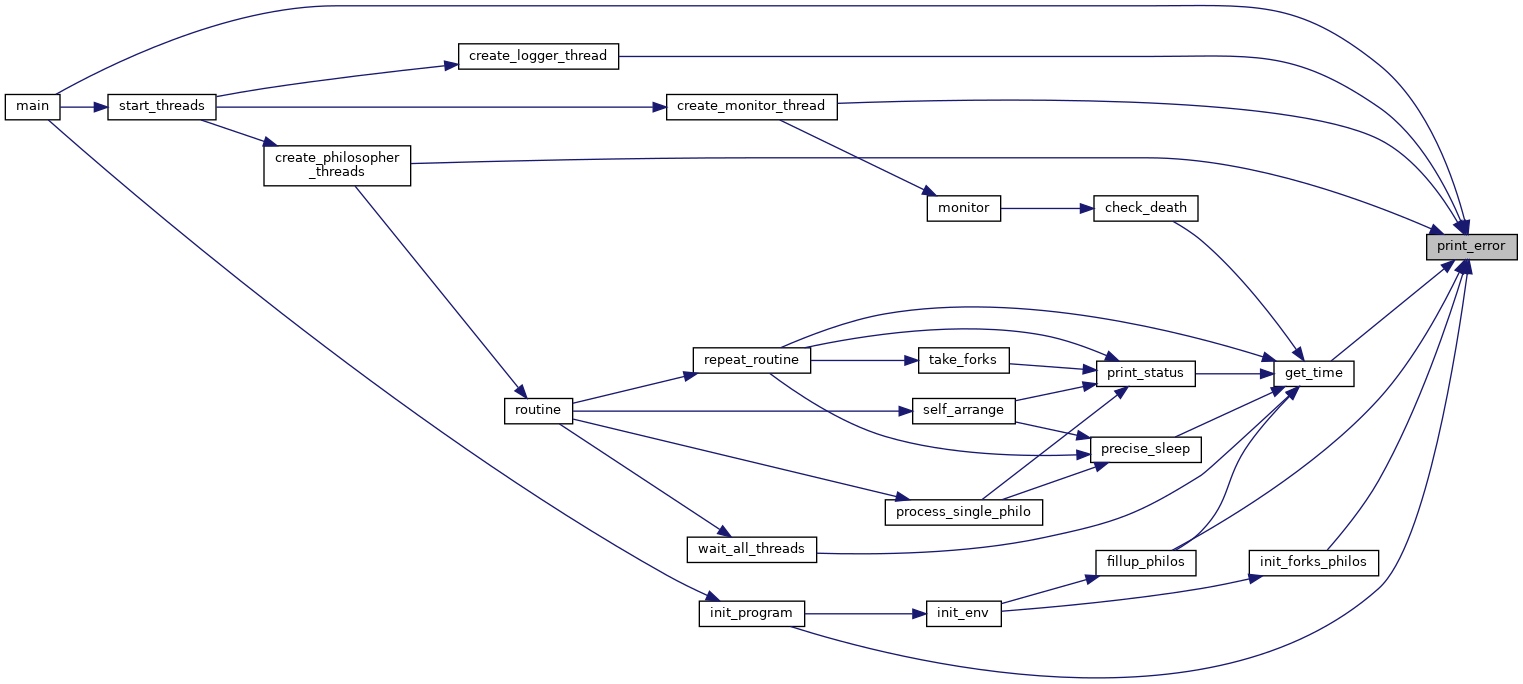 main
start_threads
create_logger_thread
create_monitor_thread
create_philosopher
_threads
monitor
check_death
print_error
repeat_routine
take_forks
print_status
get_time
routine
self_arrange
precise_sleep
process_single_philo
wait_all_threads
fillup_philos
init_forks_philos
init_program
init_env